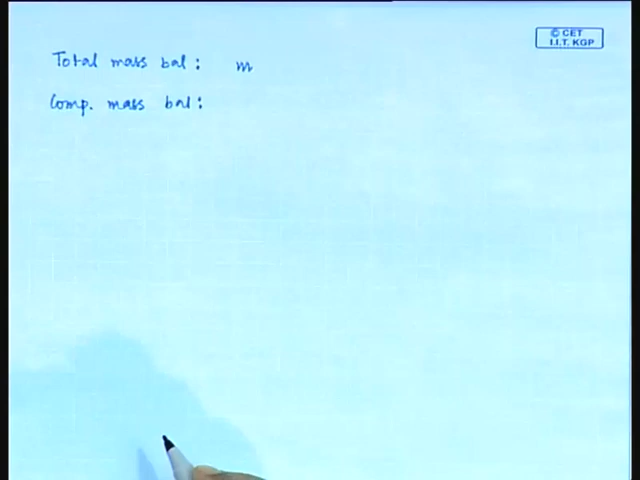 © CET
I.I.T. KGP
Total mass bal : m
Comp. mass bal :